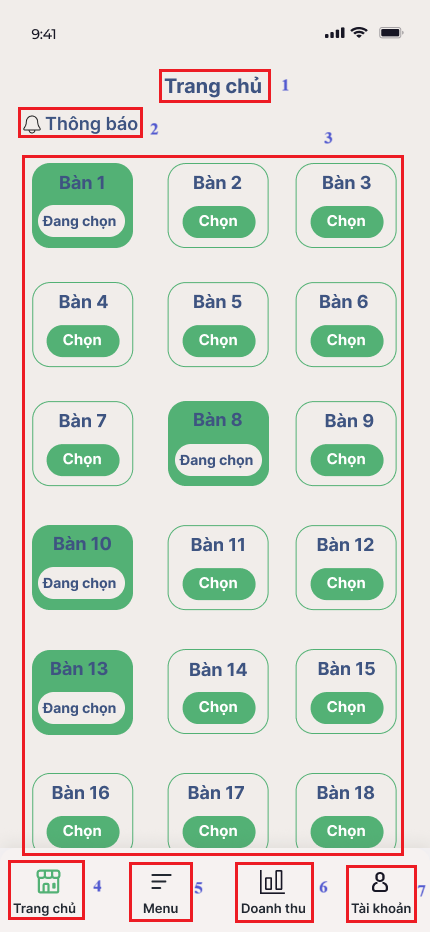 9:41
Trang chủ 1
Thông báo 2
3
Bàn 1 Bàn 2 Bàn 3
Đang chọn Chọn Chọn
Bàn 4 Bàn 5 Bàn 6
Chọn Chọn Chọn
Bàn 7 Bàn 8 Bàn 9
Chọn Đang chọn Chọn
Bàn 10 Bàn 11 Bàn 12
Đang chọn Chọn Chọn
Bàn 13 Bàn 14 Bàn 15
Đang chọn Chọn Chọn
Bàn 16 Bàn 17 Bàn 18
Chọn Chọn Chọn
4 5 6 7
Trang chủ Menu Doanh thu Tài khoản